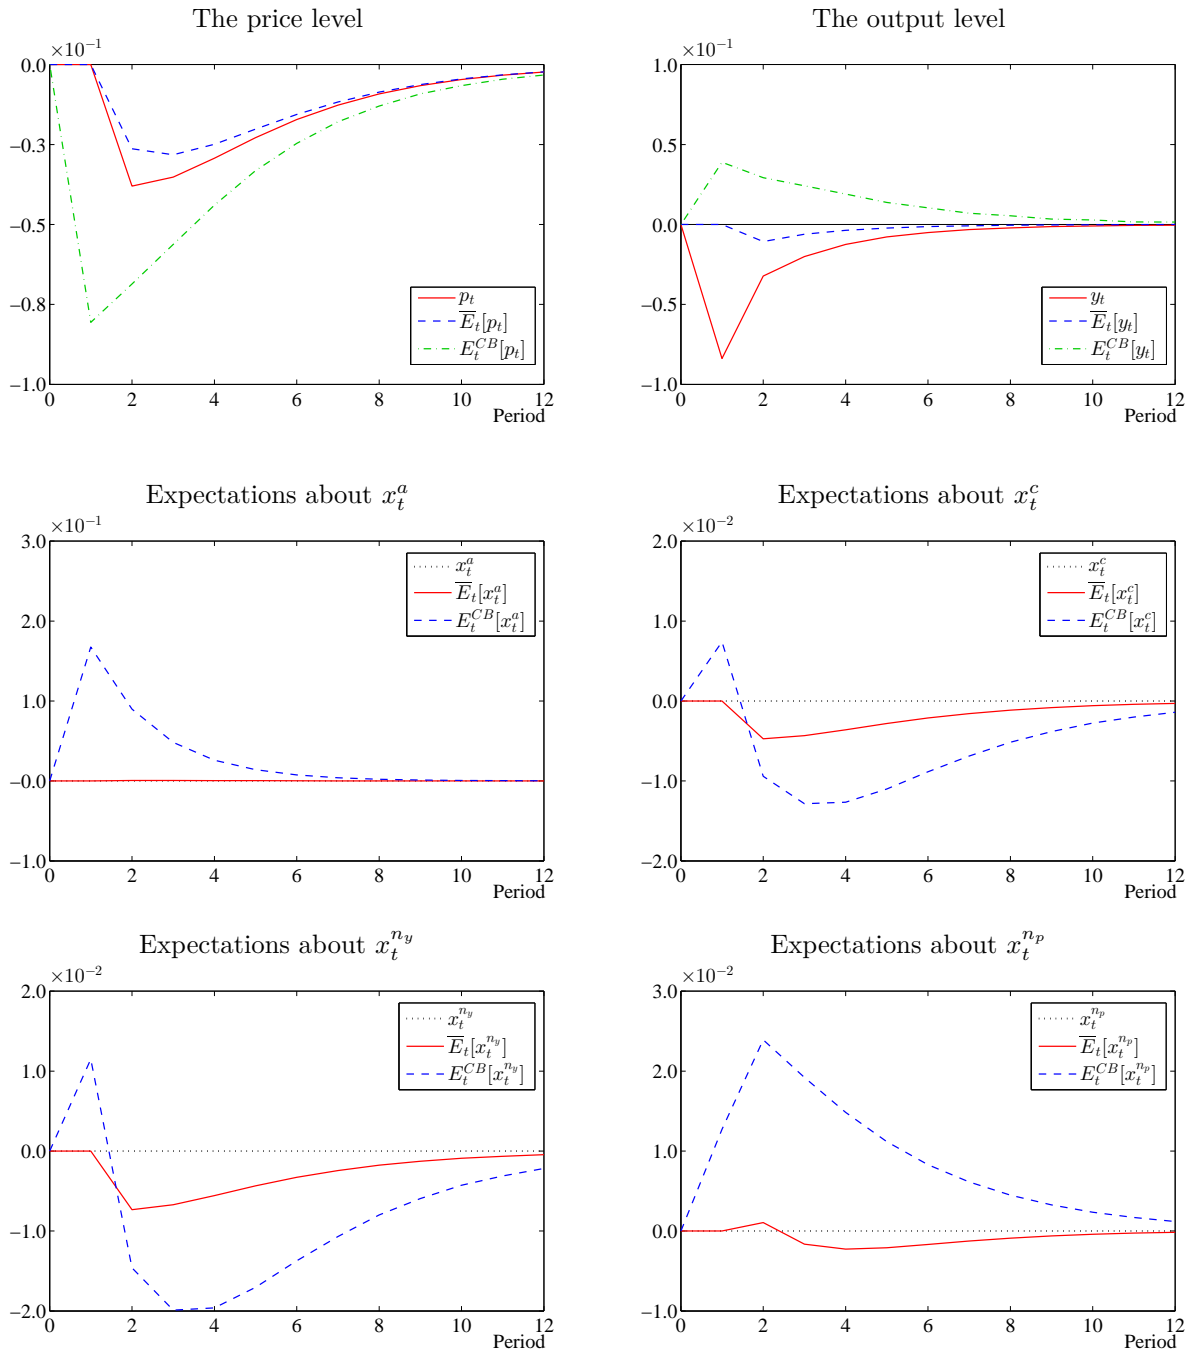 The price level
×10⁻¹
0.0
−0.3
−0.5
−0.8
−1.0
p_t
E̅_t[p_t]
E_t^{CB}[p_t]
0 2 4 6 8 10 12
Period
The output level
×10⁻¹
1.0
0.5
0.0
−0.5
−1.0
y_t
E̅_t[y_t]
E_t^{CB}[y_t]
0 2 4 6 8 10 12
Period
Expectations about x_t^a
×10⁻¹
3.0
2.0
1.0
−0.0
−1.0
x_t^a
E̅_t[x_t^a]
E_t^{CB}[x_t^a]
0 2 4 6 8 10 12
Period
Expectations about x_t^c
×10⁻²
2.0
1.0
0.0
−1.0
−2.0
x_t^c
E̅_t[x_t^c]
E_t^{CB}[x_t^c]
0 2 4 6 8 10 12
Period
Expectations about x_t^{n_y}
×10⁻²
2.0
1.0
0.0
−1.0
−2.0
x_t^{n_y}
E̅_t[x_t^{n_y}]
E_t^{CB}[x_t^{n_y}]
0 2 4 6 8 10 12
Period
Expectations about x_t^{n_p}
×10⁻²
3.0
2.0
1.0
0.0
−1.0
x_t^{n_p}
E̅_t[x_t^{n_p}]
E_t^{CB}[x_t^{n_p}]
0 2 4 6 8 10 12
Period